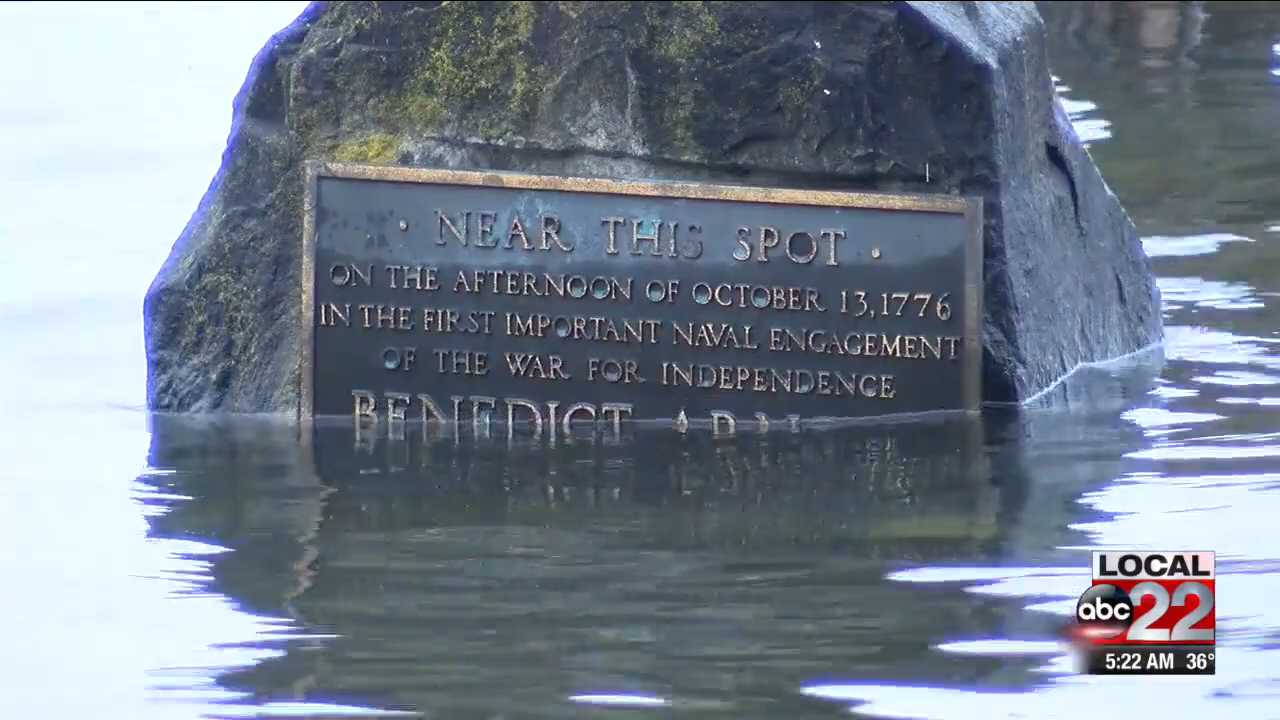 · NEAR THIS SPOT ·
ON THE AFTERNOON OF OCTOBER 13, 1776
IN THE FIRST IMPORTANT NAVAL ENGAGEMENT
OF THE WAR FOR INDEPENDENCE
BENEDICT
LOCAL
abc 22
5:22 AM 36°